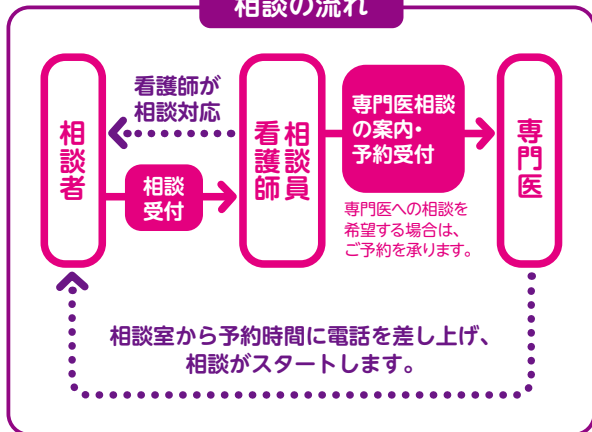 相談の流れ
看護師が
相談対応
相談者
相談
受付
相談員
看護師
専門医相談
の案内・
予約受付
専門医への相談を
希望する場合は、
ご予約を承ります。
専門医
相談室から予約時間に電話を差し上げ、
相談がスタートします。